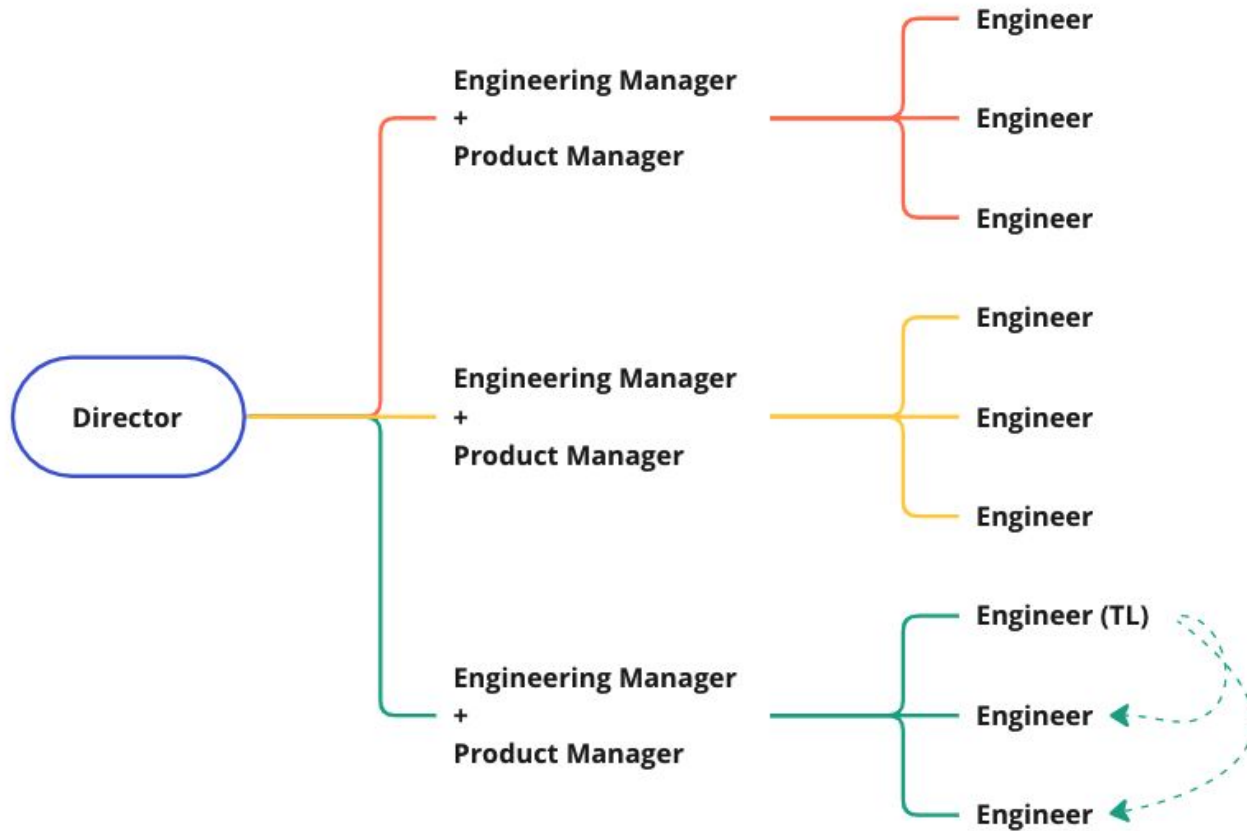 Director
Engineering Manager
+
Product Manager
Engineer
Engineer
Engineer
Engineering Manager
+
Product Manager
Engineer
Engineer
Engineer
Engineering Manager
+
Product Manager
Engineer (TL)
Engineer
Engineer